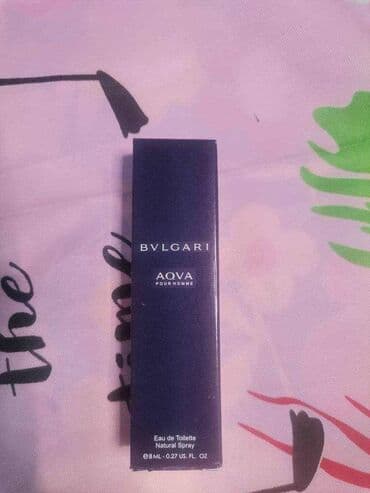 BVLGARI
AQVA
POUR HOMME
the
time
Eau de Toilette
Natural Spray
℮8 ML - 0.27 US. FL. OZ